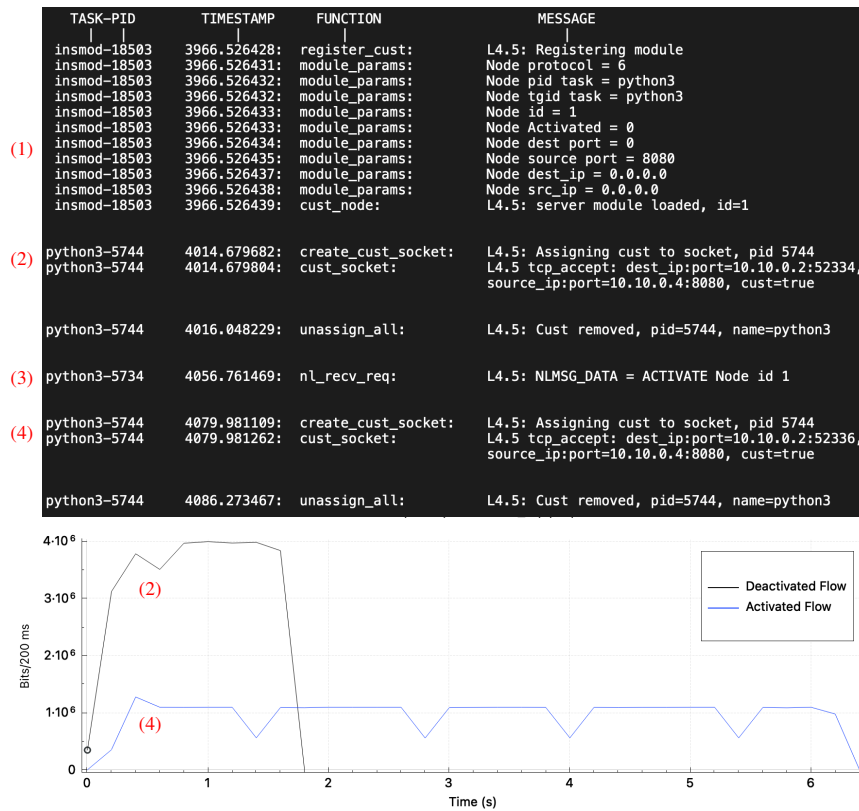 TASK-PID TIMESTAMP FUNCTION MESSAGE
| | | | |
insmod-18503 3966.526428: register_cust: L4.5: Registering module
insmod-18503 3966.526431: module_params: Node protocol = 6
insmod-18503 3966.526432: module_params: Node pid task = python3
insmod-18503 3966.526432: module_params: Node tgid task = python3
insmod-18503 3966.526433: module_params: Node id = 1
insmod-18503 3966.526433: module_params: Node Activated = 0
insmod-18503 3966.526434: module_params: Node dest port = 0
(1) insmod-18503 3966.526435: module_params: Node source port = 8080
insmod-18503 3966.526437: module_params: Node dest_ip = 0.0.0.0
insmod-18503 3966.526438: module_params: Node src_ip = 0.0.0.0
insmod-18503 3966.526439: cust_node: L4.5: server module loaded, id=1
(2) python3-5744 4014.679682: create_cust_socket: L4.5: Assigning cust to socket, pid 5744
python3-5744 4014.679804: cust_socket: L4.5 tcp_accept: dest_ip:port=10.10.0.2:52334,
source_ip:port=10.10.0.4:8080, cust=true
python3-5744 4016.048229: unassign_all: L4.5: Cust removed, pid=5744, name=python3
(3) python3-5734 4056.761469: nl_recv_req: L4.5: NLMSG_DATA = ACTIVATE Node id 1
python3-5744 4079.981109: create_cust_socket: L4.5: Assigning cust to socket, pid 5744
(4) python3-5744 4079.981262: cust_socket: L4.5 tcp_accept: dest_ip:port=10.10.0.2:52336,
source_ip:port=10.10.0.4:8080, cust=true
python3-5744 4086.273467: unassign_all: L4.5: Cust removed, pid=5744, name=python3
4·10⁶
3·10⁶
2·10⁶
1·10⁶
0
Bits/200 ms
(2)
(4)
Deactivated Flow
Activated Flow
0 1 2 3 4 5 6
Time (s)